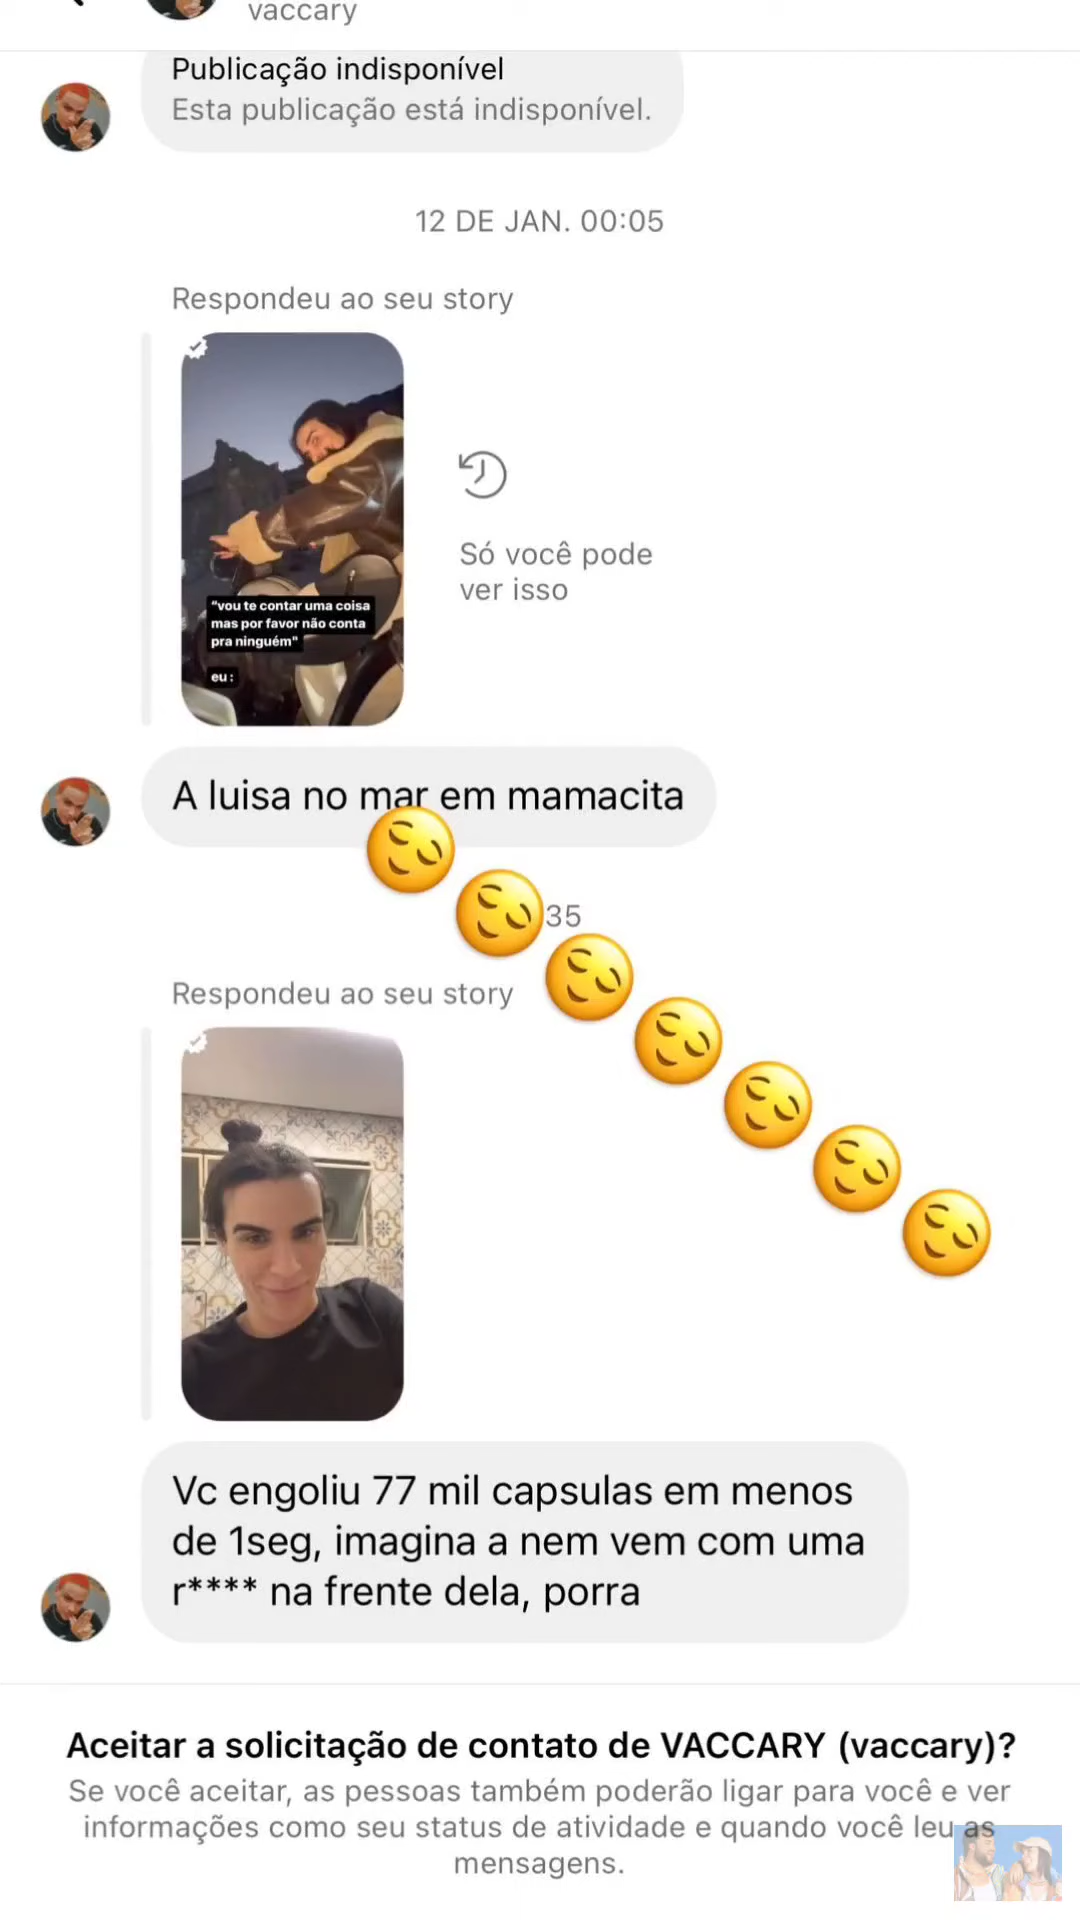 vaccary
Publicação indisponível
Esta publicação está indisponível.
12 DE JAN. 00:05
Respondeu ao seu story
"vou te contar uma coisa
mas por favor não conta
pra ninguém"
eu :
Só você pode
ver isso
A luisa no mar em mamacita
35
Respondeu ao seu story
Vc engoliu 77 mil capsulas em menos
de 1seg, imagina a nem vem com uma
r**** na frente dela, porra
Aceitar a solicitação de contato de VACCARY (vaccary)?
Se você aceitar, as pessoas também poderão ligar para você e ver
informações como seu status de atividade e quando você leu as
mensagens.